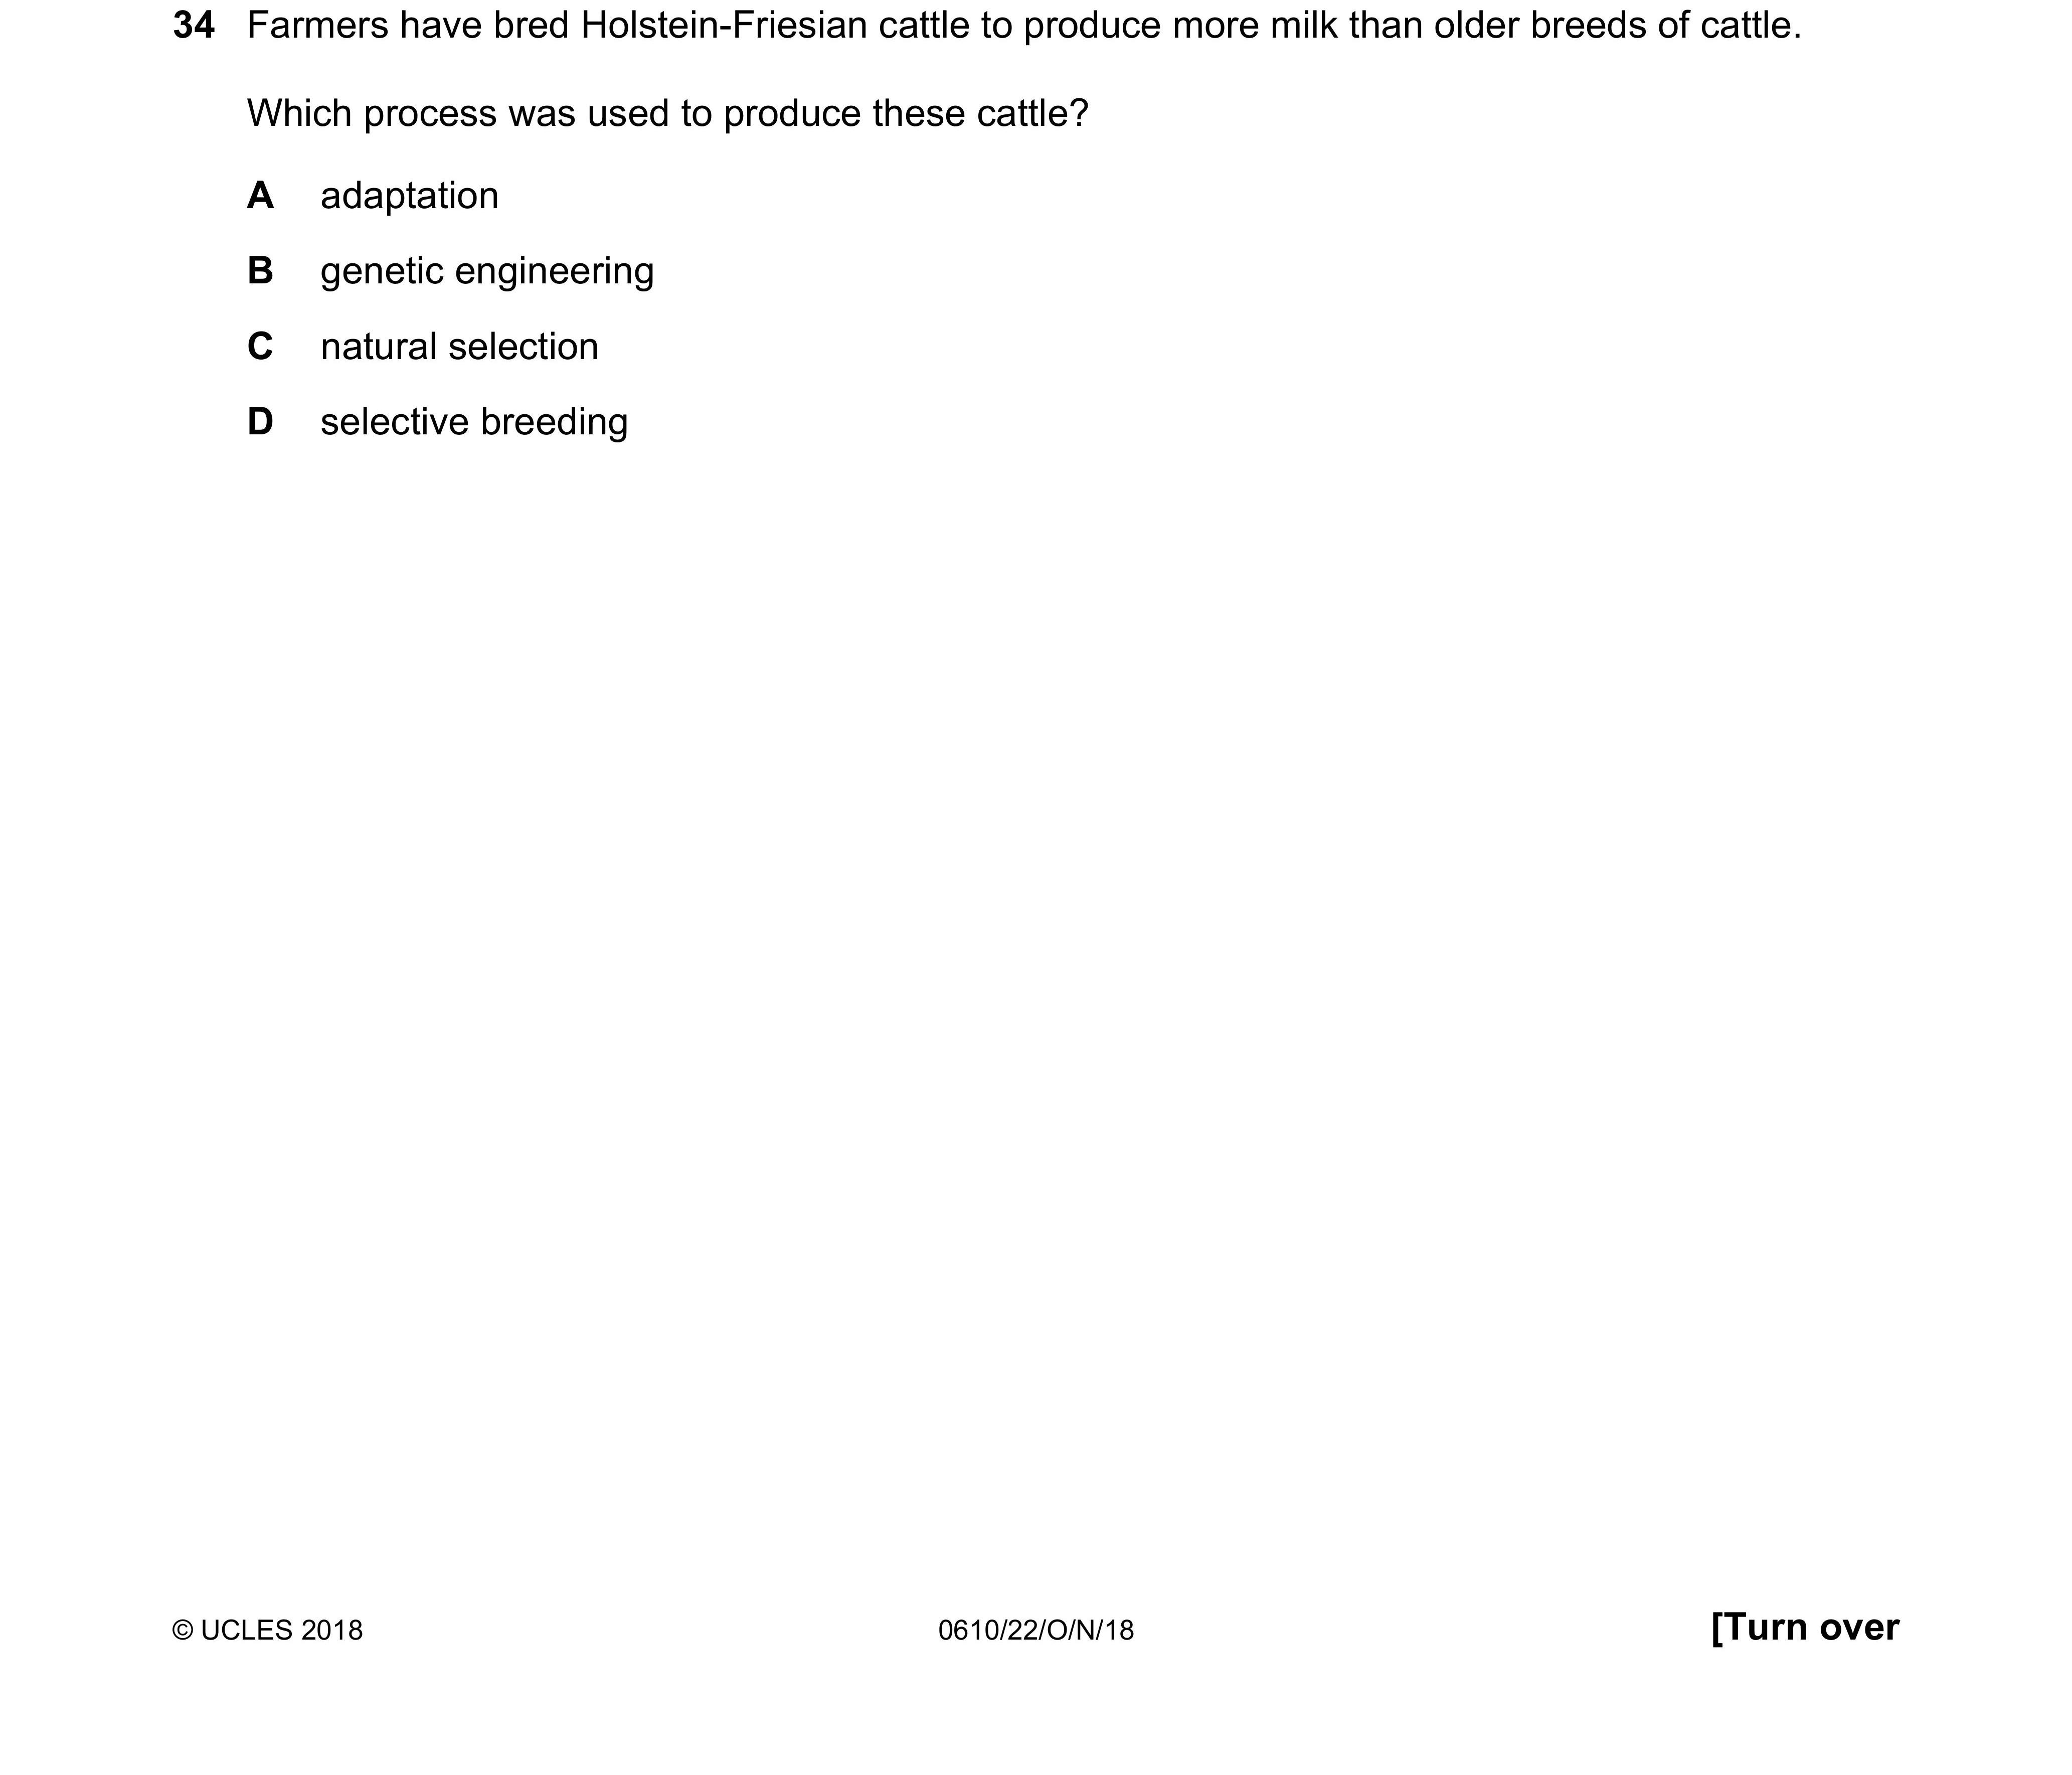 34 Farmers have bred Holstein-Friesian cattle to produce more milk than older breeds of cattle.
Which process was used to produce these cattle?
A adaptation
B genetic engineering
C natural selection
D selective breeding
© UCLES 2018 0610/22/O/N/18 [Turn over